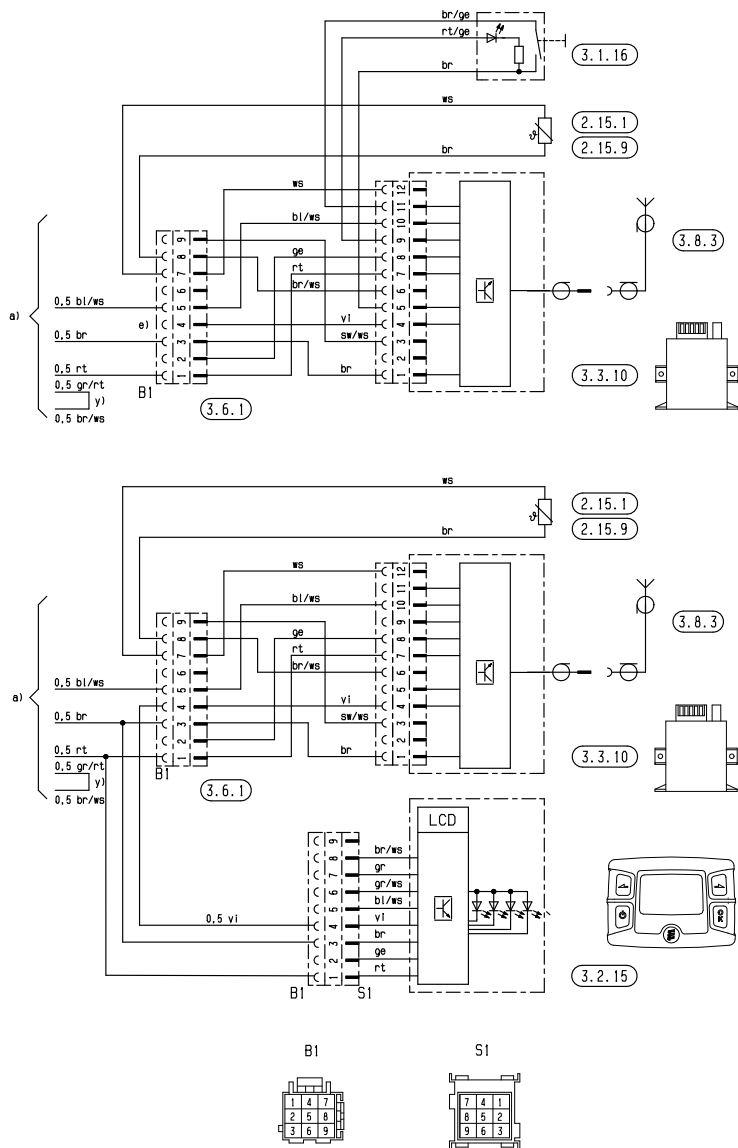 br/ge
rt/ge
br
3.1.16
ws
2.15.1
br
2.15.9
ws
12
11
bl/ws
10
3.8.3
9
9
ge
8
8
rt
7
7
br/ws
6
6
a)
0,5 bl/ws
5
5
e)
4
vi
4
0,5 br
3
sw/ws
3
2
2
0,5 rt
1
br
1
3.3.10
0,5 gr/rt
B1
3.6.1
y)
0,5 br/ws
ws
2.15.1
br
2.15.9
ws
12
11
bl/ws
10
3.8.3
9
9
ge
8
8
rt
7
7
br/ws
6
6
a)
0,5 bl/ws
5
5
vi
4
4
0,5 br
3
sw/ws
3
2
2
0,5 rt
1
br
1
3.3.10
0,5 gr/rt
B1
y)
3.6.1
0,5 br/ws
LCD
9
br/ws
8
gr
7
gr/ws
6
bl/ws
5
0,5 vi
4
vi
br
3
ge
2
OK
rt
1
3.2.15
B1
S1
B1
S1
1 4 7
2 5 8
3 6 9
7 4 1
8 5 2
9 6 3